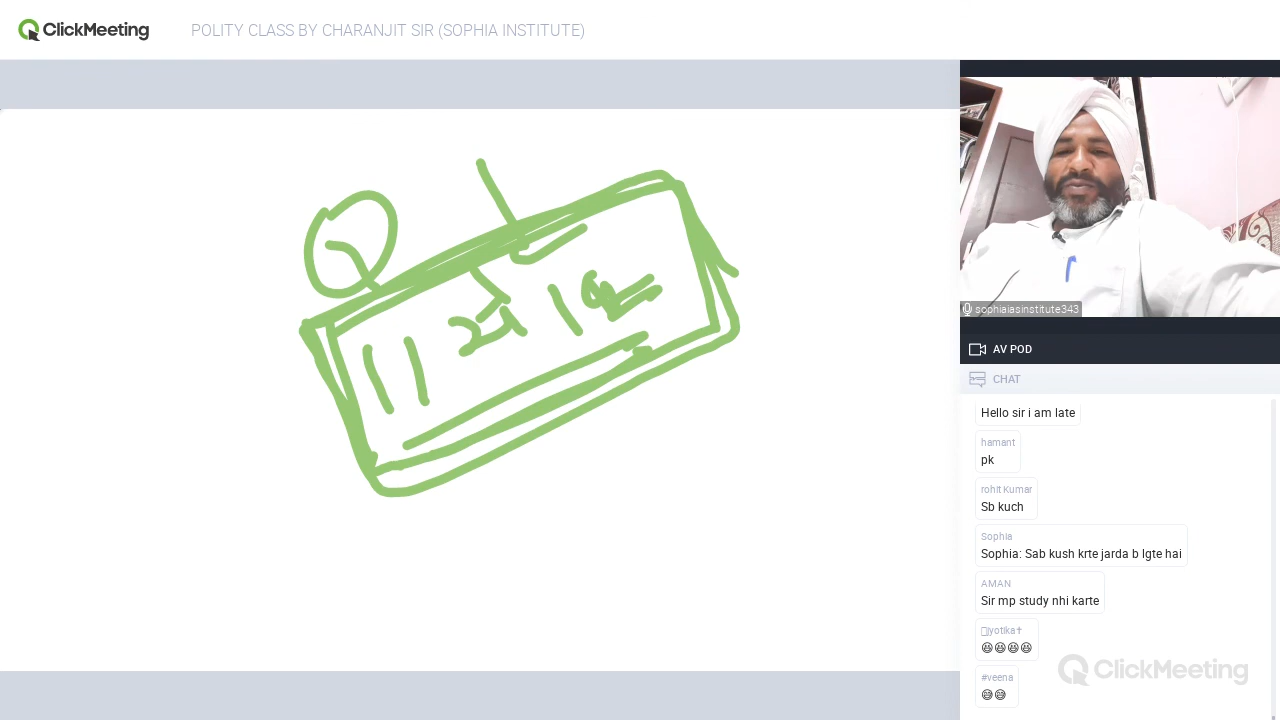 ClickMeeting
POLITY CLASS BY CHARANJIT SIR (SOPHIA INSTITUTE)
sophiaiasinstitute343
AV POD
CHAT
Hello sir i am late
hamant
pk
rohit Kumar
Sb kuch
Sophia
Sophia: Sab kush krte jarda b lgte hai
AMAN
Sir mp study nhi karte
jyotika✝
😆😆😆😆
#veena
😅😅
ClickMeeting